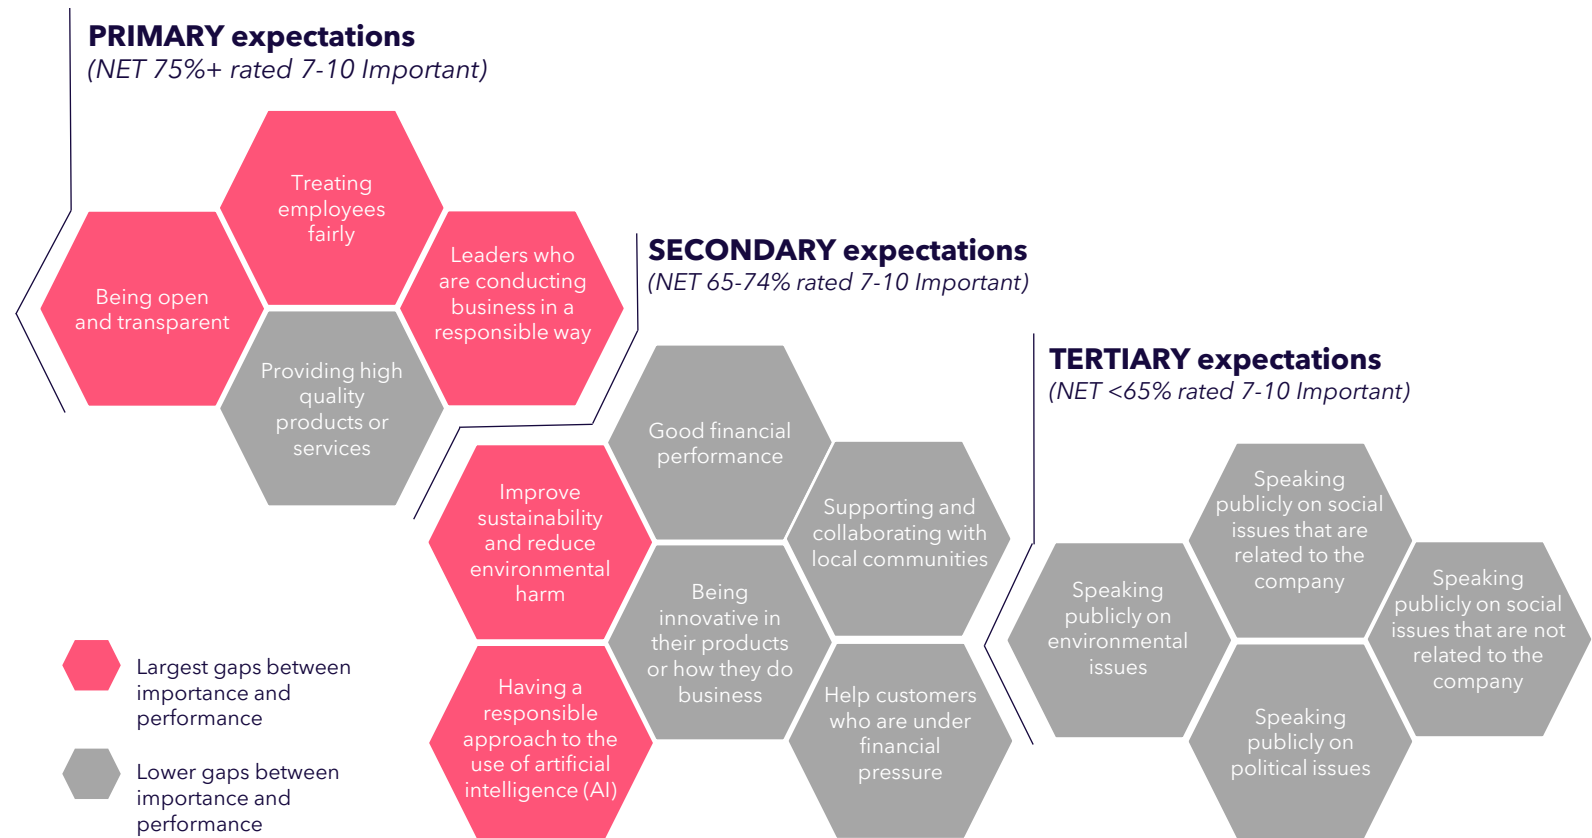 PRIMARY expectations
(NET 75%+ rated 7-10 Important)
Treating
employees
fairly
Being open
and transparent
Leaders who
are conducting
business in a
responsible way
Providing high
quality
products or
services
SECONDARY expectations
(NET 65-74% rated 7-10 Important)
Good financial
performance
Improve
sustainability
and reduce
environmental
harm
Supporting and
collaborating with
local communities
Being
innovative in
their products
or how they do
business
Having a
responsible
approach to the
use of artificial
intelligence (AI)
Help customers
who are under
financial
pressure
TERTIARY expectations
(NET <65% rated 7-10 Important)
Speaking
publicly on social
issues that are
related to the
company
Speaking
publicly on
environmental
issues
Speaking
publicly on social
issues that are not
related to the
company
Speaking
publicly on
political issues
Largest gaps between
importance and
performance
Lower gaps between
importance and
performance